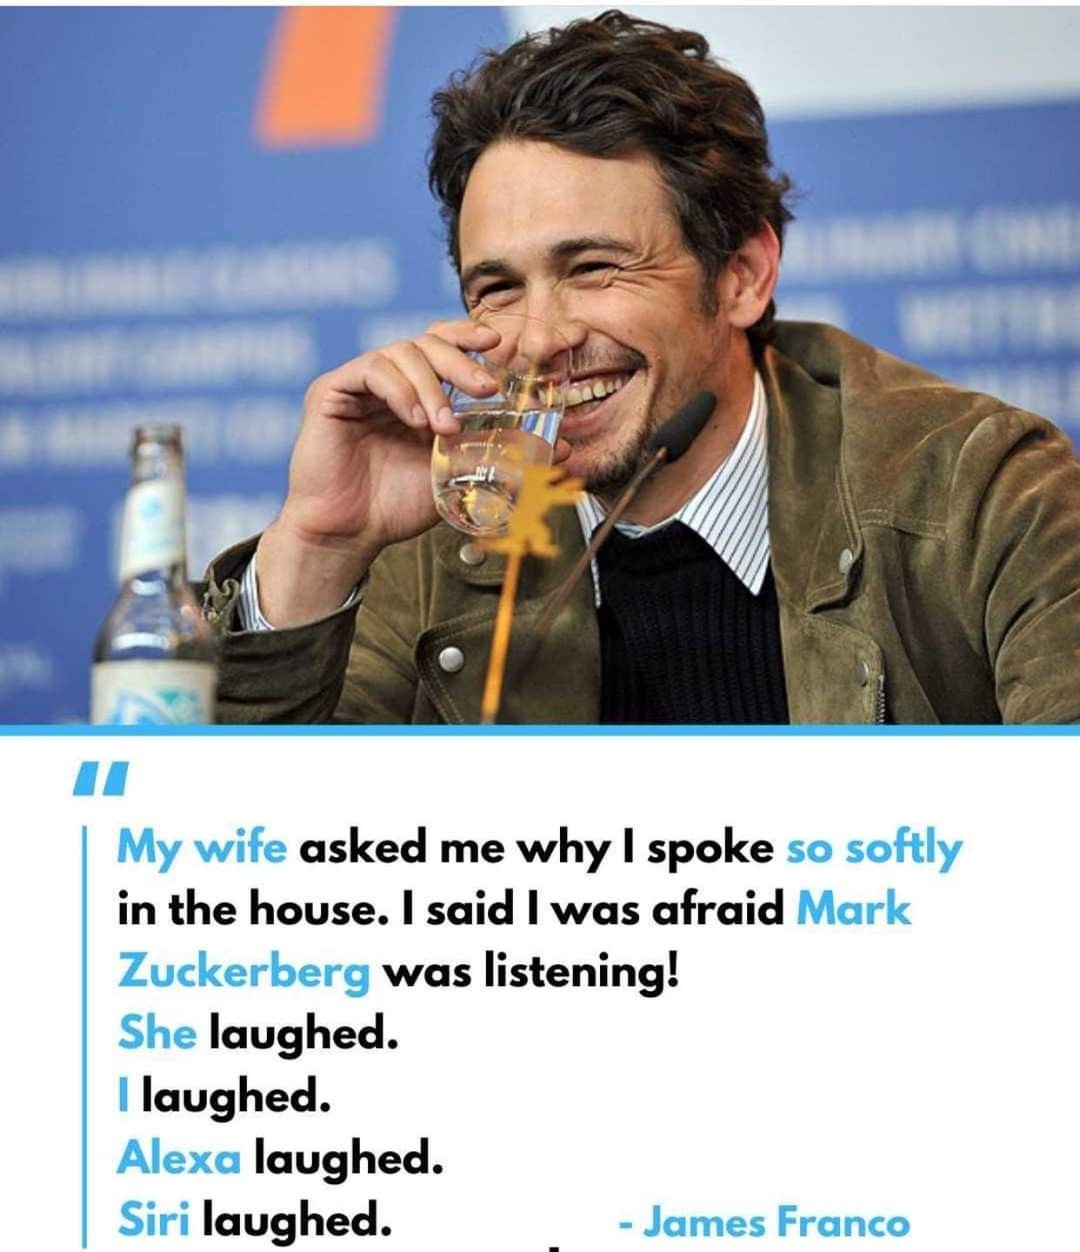 "
My wife asked me why I spoke so softly
in the house. I said I was afraid Mark
Zuckerberg was listening!
She laughed.
I laughed.
Alexa laughed.
Siri laughed.
- James Franco